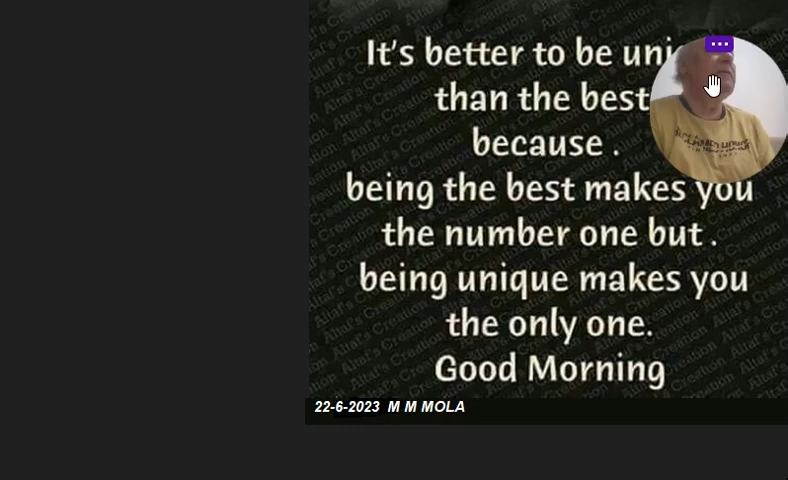 It's better to be
than the best
because .
being the best makes you
the number one but .
being unique makes you
the only one.
Good Morning
22-6-2023 M M MOLA
Altaf's Creation